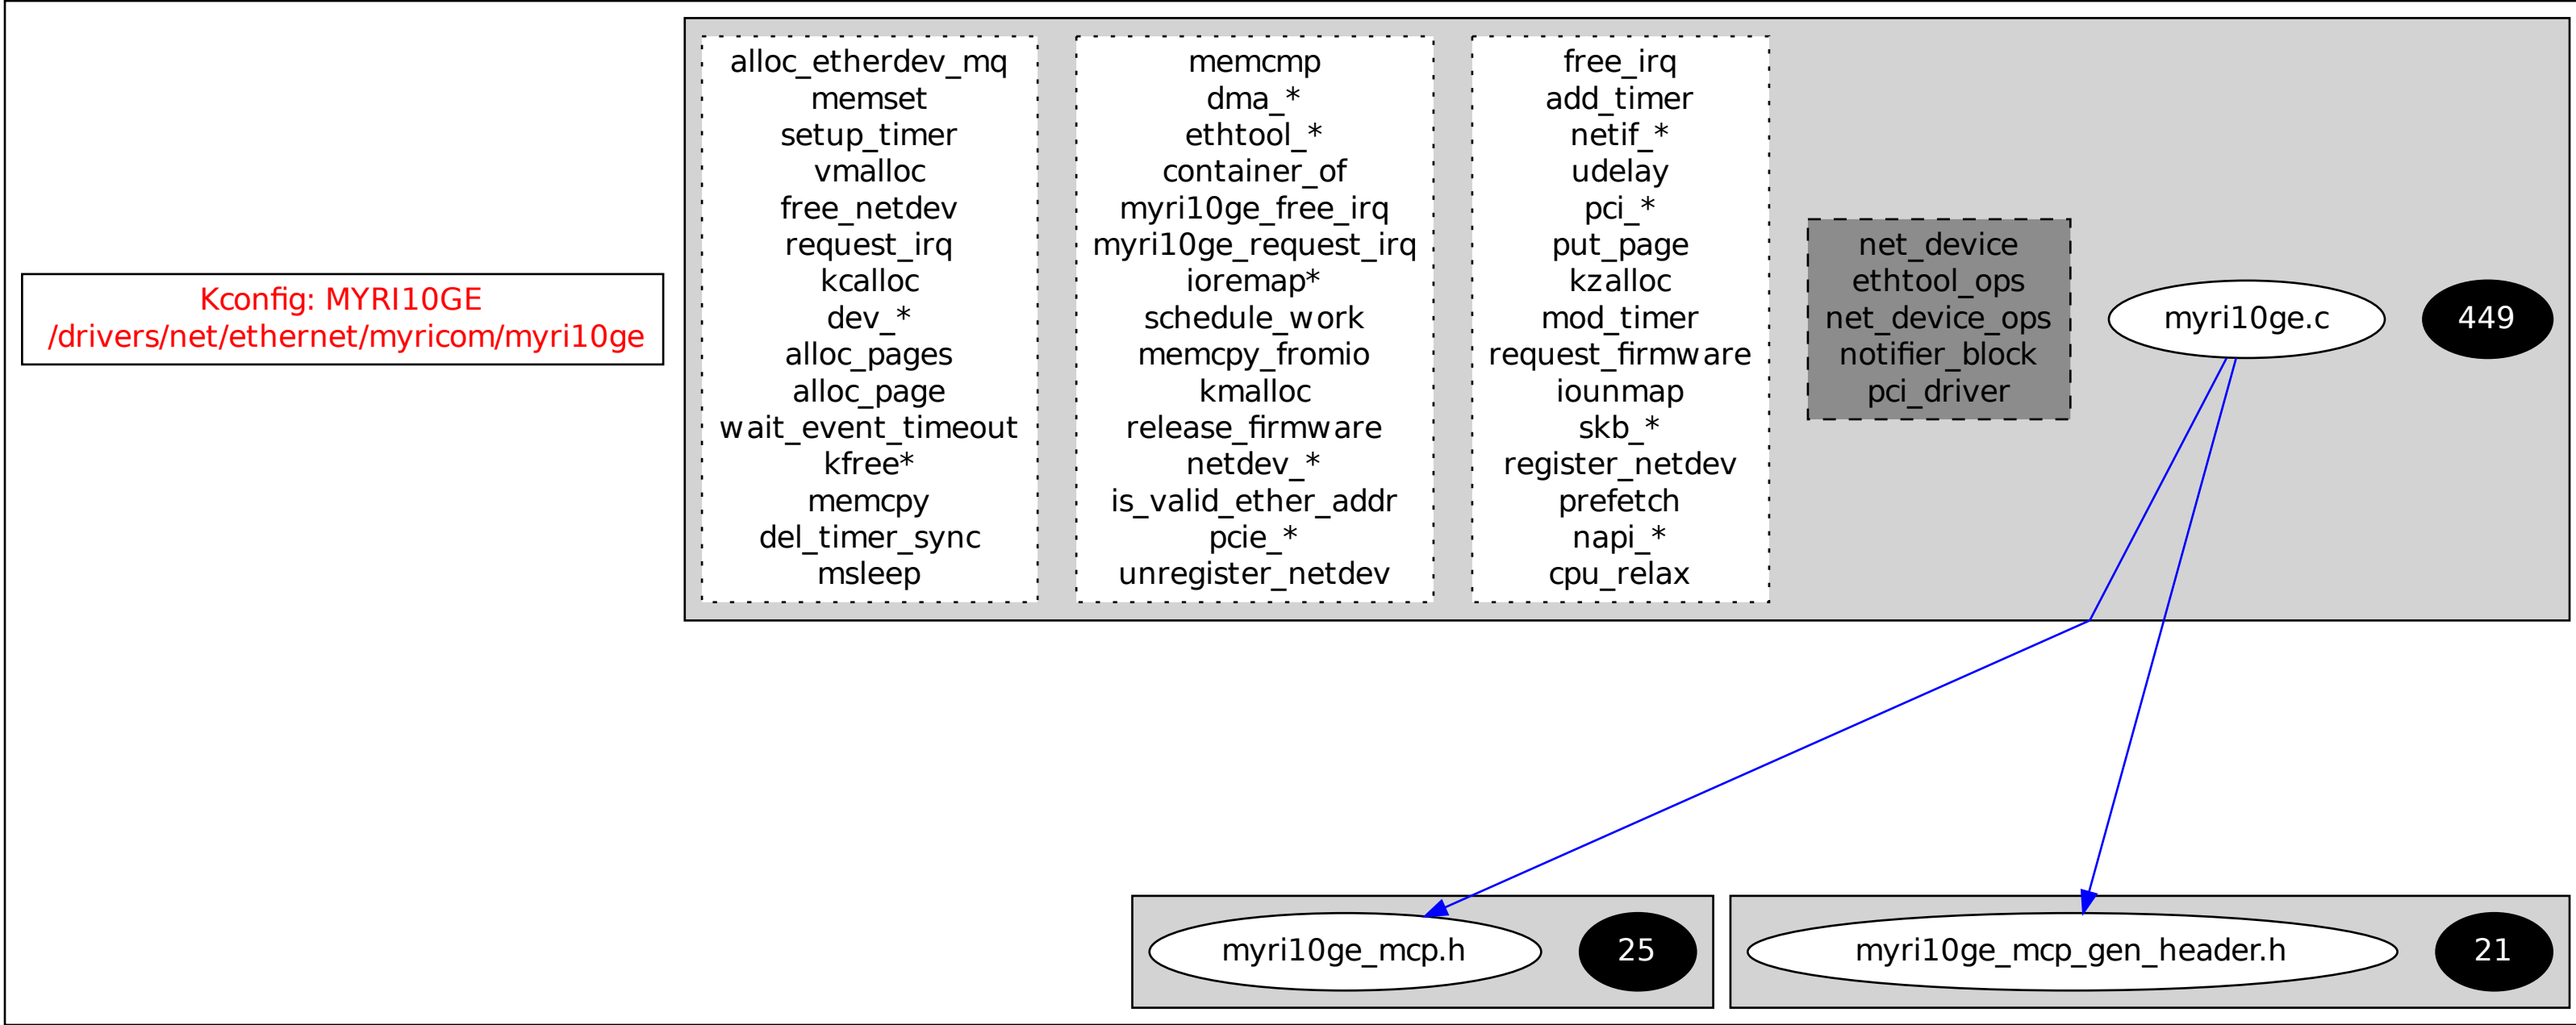 Kconfig: MYRI10GE
/drivers/net/ethernet/myricom/myri10ge
alloc_etherdev_mq
memset
setup_timer
vmalloc
free_netdev
request_irq
kcalloc
dev_*
alloc_pages
alloc_page
wait_event_timeout
kfree*
memcpy
del_timer_sync
msleep
memcmp
dma_*
ethtool_*
container_of
myri10ge_free_irq
myri10ge_request_irq
ioremap*
schedule_work
memcpy_fromio
kmalloc
release_firmware
netdev_*
is_valid_ether_addr
pcie_*
unregister_netdev
free_irq
add_timer
netif_*
udelay
pci_*
put_page
kzalloc
mod_timer
request_firmware
iounmap
skb_*
register_netdev
prefetch
napi_*
cpu_relax
net_device
ethtool_ops
net_device_ops
notifier_block
pci_driver
myri10ge.c
449
myri10ge_mcp.h
25
myri10ge_mcp_gen_header.h
21